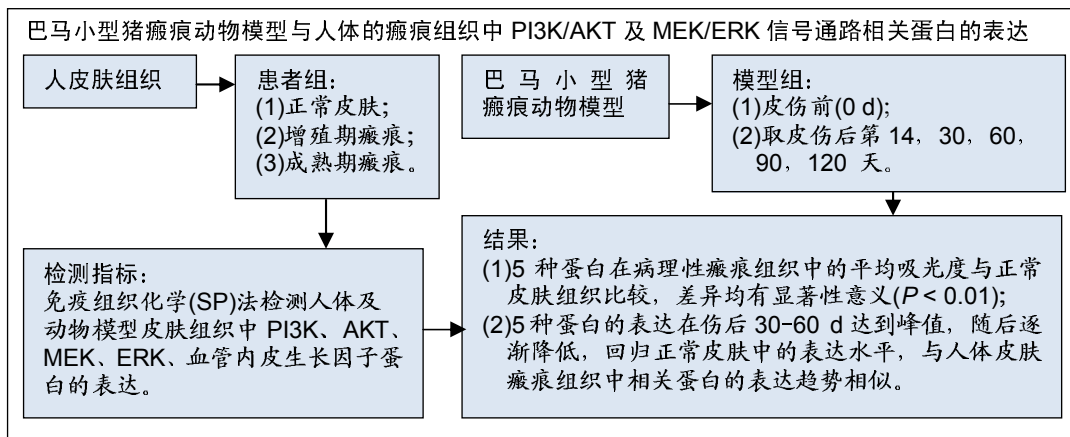 巴马小型猪瘢痕动物模型与人体的瘢痕组织中 PI3K/AKT 及 MEK/ERK 信号通路相关蛋白的表达
人皮肤组织
患者组:
(1)正常皮肤;
(2)增殖期瘢痕;
(3)成熟期瘢痕。
巴马小型猪
瘢痕动物模型
模型组:
(1)皮伤前(0 d);
(2)取皮伤后第 14, 30, 60,
90, 120 天。
检测指标:
免疫组织化学(SP)法检测人体及
动物模型皮肤组织中 PI3K、AKT、
MEK、ERK、血管内皮生长因子蛋
白的表达。
结果:
(1)5 种蛋白在病理性瘢痕组织中的平均吸光度与正常
皮肤组织比较, 差异均有显著性意义(P < 0.01);
(2)5 种蛋白的表达在伤后 30-60 d 达到峰值, 随后逐
渐降低, 回归正常皮肤中的表达水平, 与人体皮肤
瘢痕组织中相关蛋白的表达趋势相似。